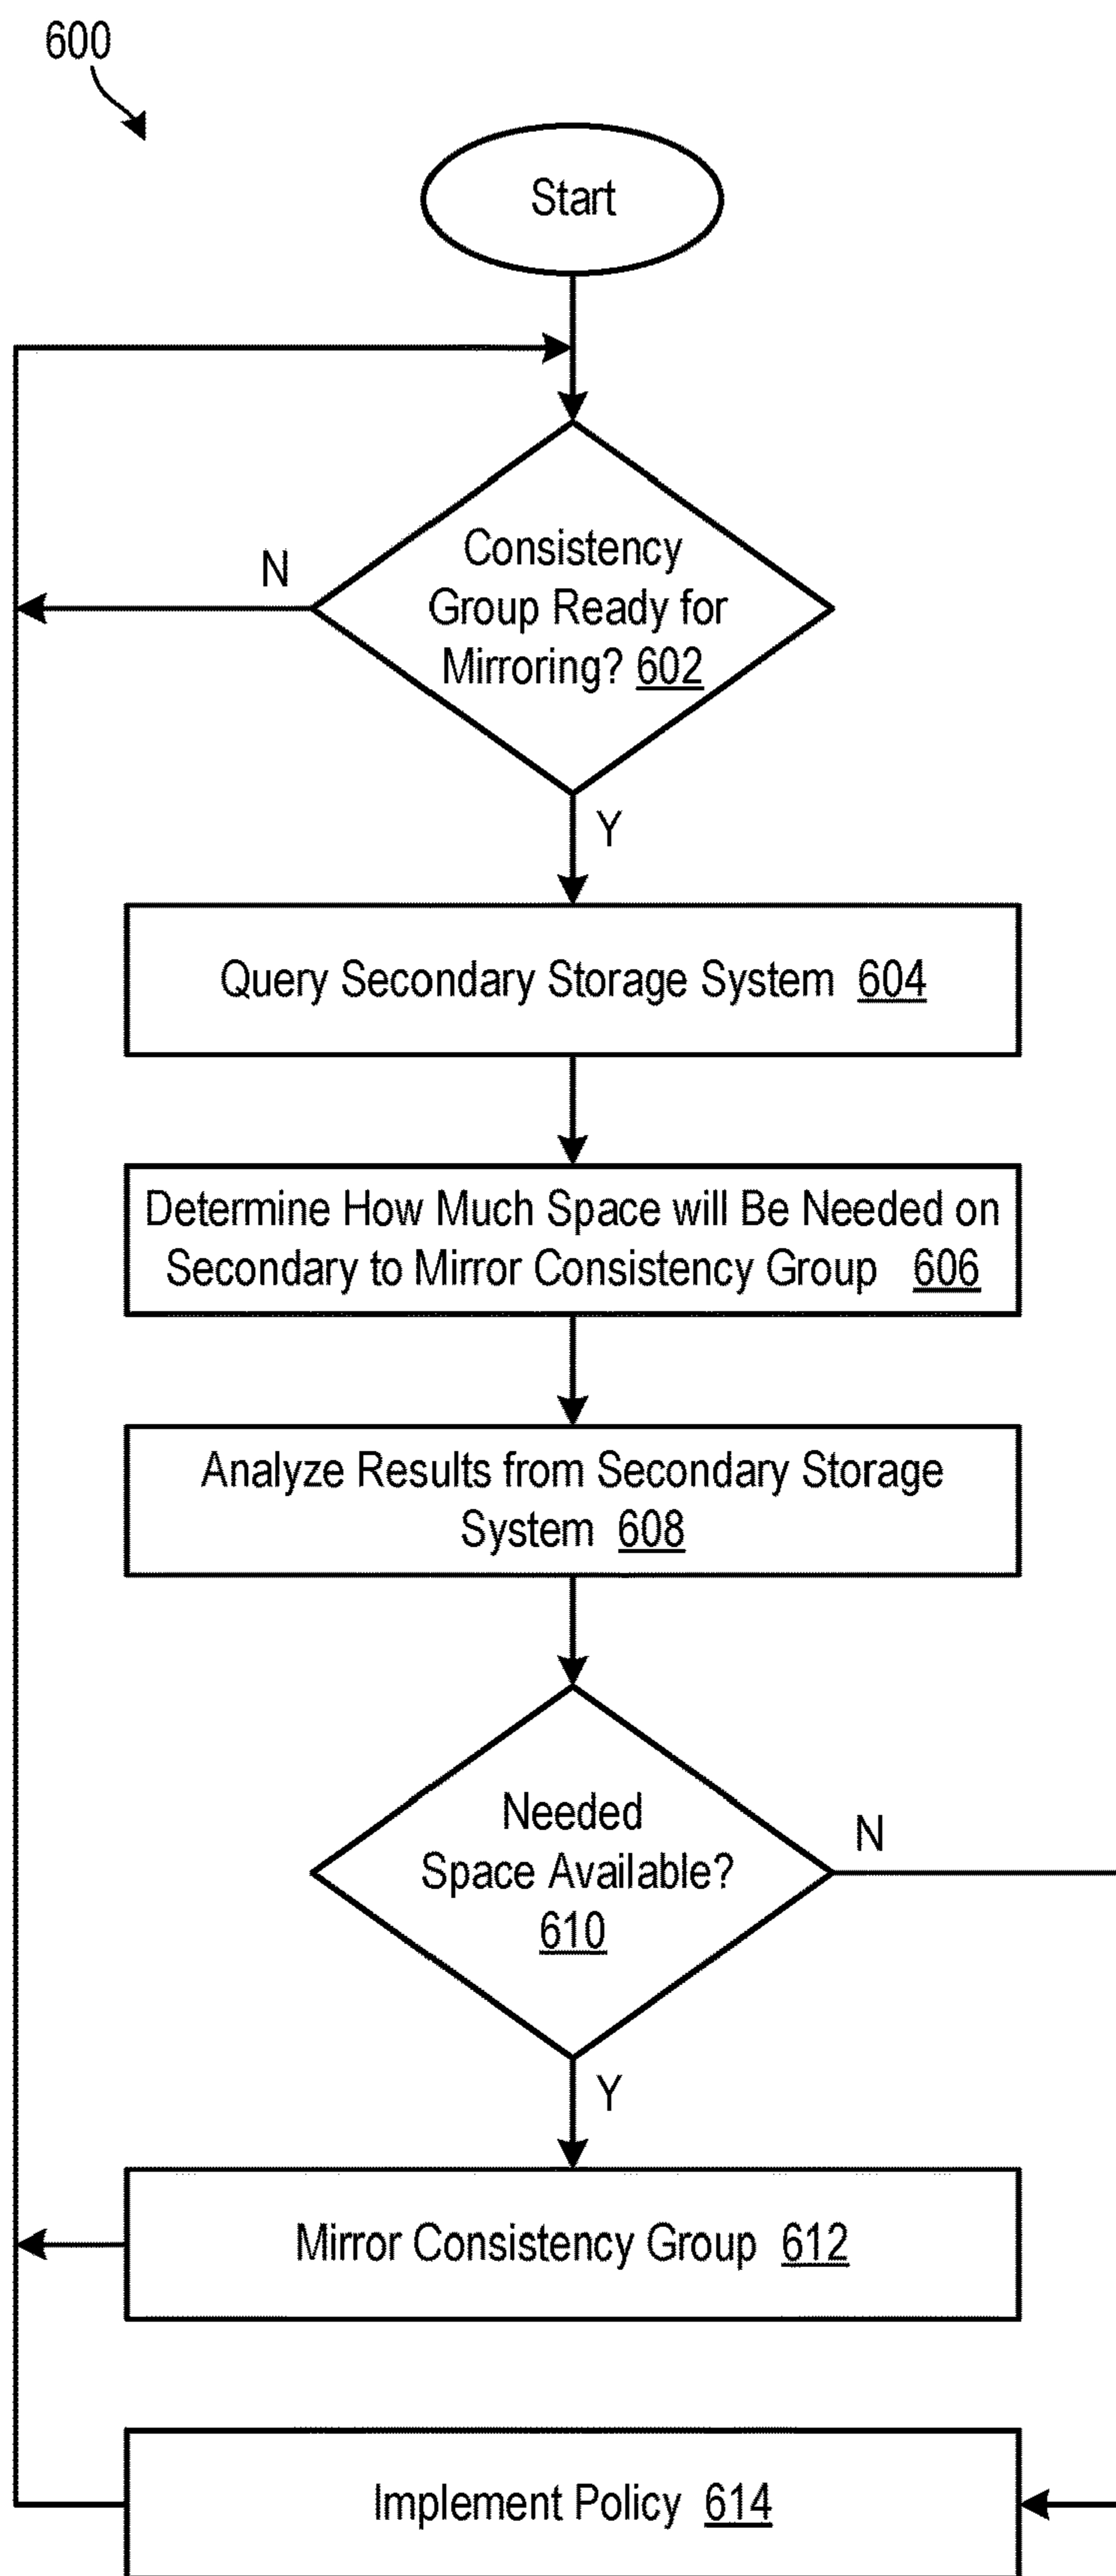 600
Start
Consistency
Group Ready for
Mirroring? 602
N
Y
Query Secondary Storage System 604
Determine How Much Space will Be Needed on
Secondary to Mirror Consistency Group 606
Analyze Results from Secondary Storage
System 608
Needed
Space Available?
610
N
Y
Mirror Consistency Group 612
Implement Policy 614